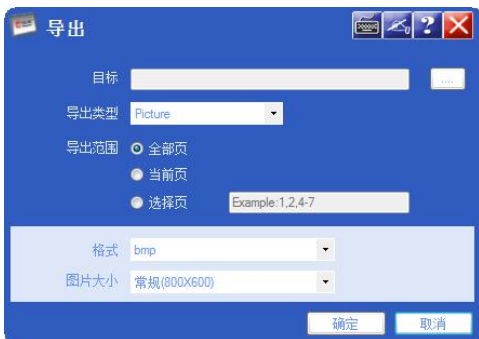 导出
目标 ....
导出类型 Picture
导出范围 全部页
当前页
选择页 Example:1,2,4-7
格式 bmp
图片大小 常规(800X600)
确定 取消